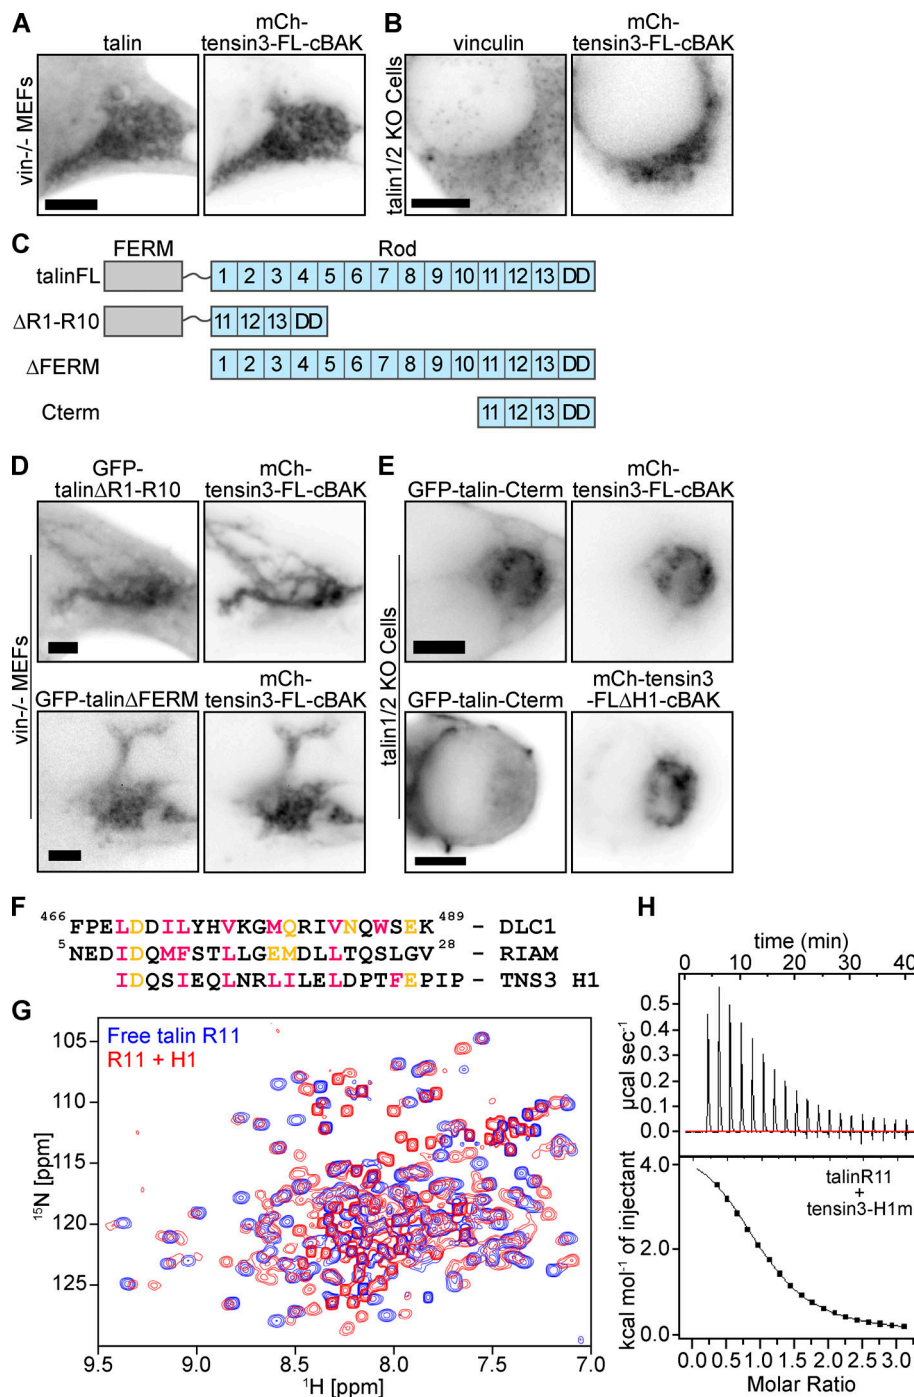 A
talin
mCh-
tensin3-FL-cBAK
vin-/- MEFs
B
vinculin
mCh-
tensin3-FL-cBAK
talin1/2 KO Cells
C
FERM Rod
talinFL 1 2 3 4 5 6 7 8 9 10 11 12 13 DD
ΔR1-R10 11 12 13 DD
ΔFERM 1 2 3 4 5 6 7 8 9 10 11 12 13 DD
Cterm 11 12 13 DD
D
GFP-
talinΔR1-R10
mCh-
tensin3-FL-cBAK
vin-/- MEFs
GFP-talinΔFERM
mCh-
tensin3-FL-cBAK
E
GFP-talin-Cterm
mCh-
tensin3-FL-cBAK
talin1/2 KO Cells
GFP-talin-Cterm
mCh-tensin3
-FLΔH1-cBAK
F
466 FPELDDILYHVKGMQRIVNQWSEK 489 - DLC1
5 NEDIDQMFSTLLGEMDLLTQSLGV 28 - RIAM
IDQSIEQLNRLILELDPTFEPIP - TNS3 H1
G
Free talin R11
R11 + H1
105
110
115
120
125
15N [ppm]
9.5 9.0 8.5 8.0 7.5 7.0
1H [ppm]
H
time (min)
0 10 20 30 40
0.5
0.4
0.3
0.2
0.1
0.0
µcal sec-1
talinR11
+
tensin3-H1m
4.0
2.0
0.0
kcal mol-1 of injectant
0.0 0.5 1.0 1.5 2.0 2.5 3.0
Molar Ratio